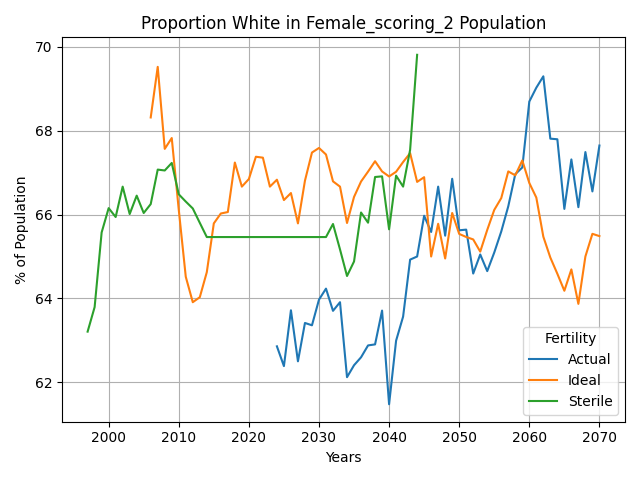 Proportion White in Female_scoring_2 Population
% of Population
70
68
66
64
62
Fertility
Actual
Ideal
Sterile
2000 2010 2020 2030 2040 2050 2060 2070
Years